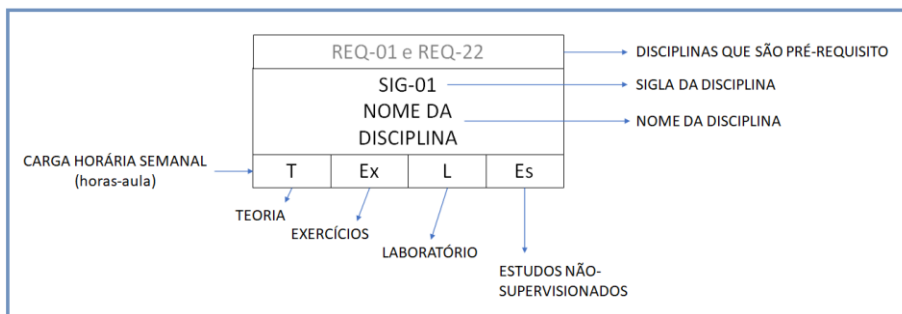 REQ-01 e REQ-22
DISCIPLINAS QUE SÃO PRÉ-REQUISITO
SIG-01
SIGLA DA DISCIPLINA
NOME DA
DISCIPLINA
NOME DA DISCIPLINA
CARGA HORÁRIA SEMANAL
(horas-aula)
T Ex L Es
TEORIA
EXERCÍCIOS
LABORATÓRIO
ESTUDOS NÃO-
SUPERVISIONADOS